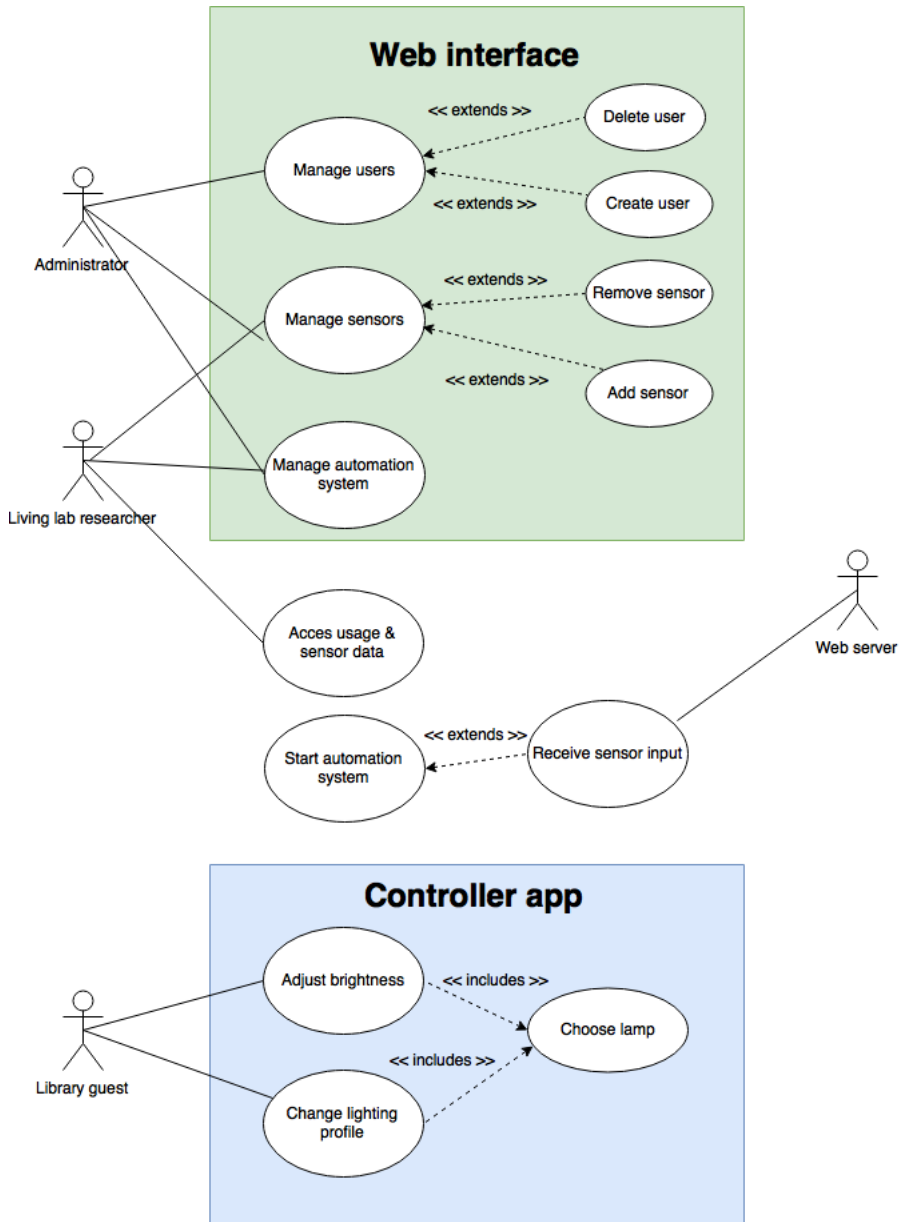 Web interface
<< extends >>
Delete user
Manage users
<< extends >>
Create user
Administrator
<< extends >>
Remove sensor
Manage sensors
<< extends >>
Add sensor
Manage automation
system
Living lab researcher
Acces usage &
sensor data
Web server
<< extends >>
Start automation
system
Receive sensor input
Controller app
Adjust brightness
<< includes >>
Choose lamp
<< includes >>
Library guest
Change lighting
profile